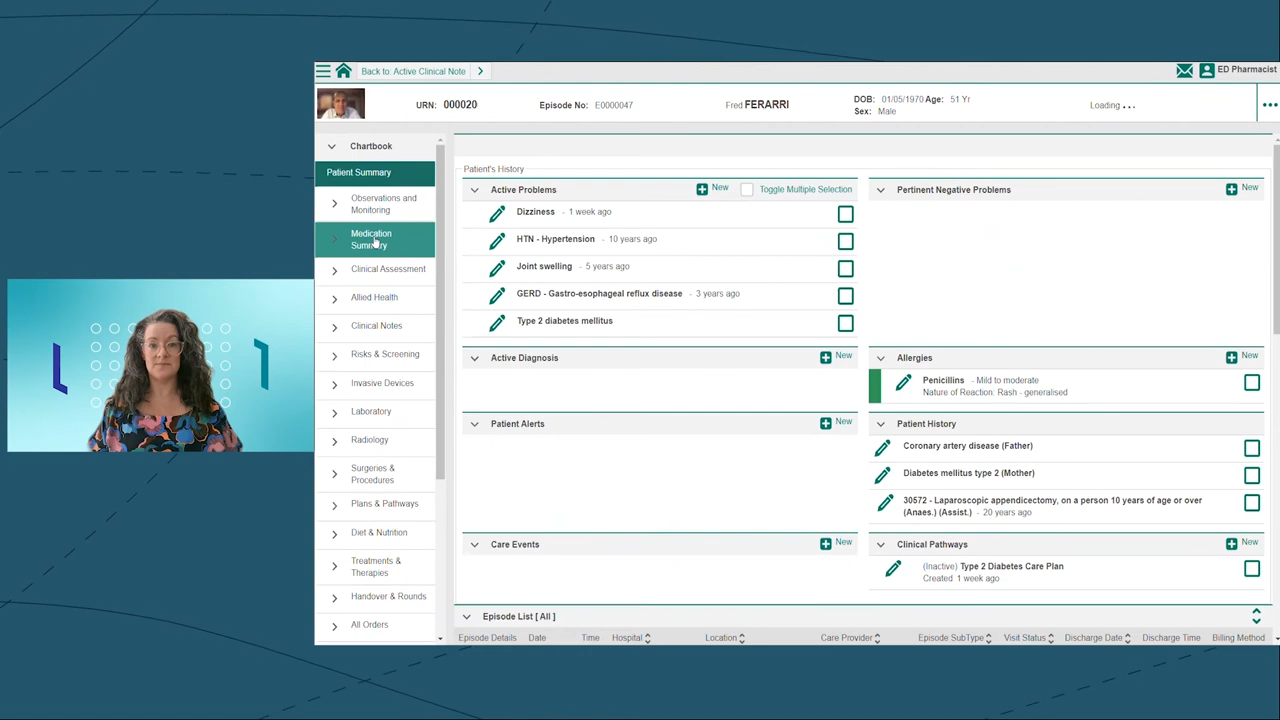 Back to: Active Clinical Note
ED Pharmacist
URN: 000020
Episode No: E0000047
Fred FERARRI
DOB: 01/05/1970 Age: 51 Yr
Sex: Male
Loading . . .
Chartbook
Patient Summary
Observations and
Monitoring
Medication
Summary
Clinical Assessment
Allied Health
Clinical Notes
Risks & Screening
Invasive Devices
Laboratory
Radiology
Surgeries &
Procedures
Plans & Pathways
Diet & Nutrition
Treatments &
Therapies
Handover & Rounds
All Orders
Patient's History
Active Problems
New
Toggle Multiple Selection
Dizziness - 1 week ago
HTN - Hypertension - 10 years ago
Joint swelling - 5 years ago
GERD - Gastro-esophageal reflux disease - 3 years ago
Type 2 diabetes mellitus
Pertinent Negative Problems
New
Active Diagnosis
New
Allergies
New
Penicillins - Mild to moderate
Nature of Reaction: Rash - generalised
Patient Alerts
New
Patient History
Coronary artery disease (Father)
Diabetes mellitus type 2 (Mother)
30572 - Laparoscopic appendicectomy, on a person 10 years of age or over
(Anaes.) (Assist.) - 20 years ago
Care Events
New
Clinical Pathways
New
(Inactive) Type 2 Diabetes Care Plan
Created 1 week ago
Episode List [ All ]
Episode Details Date Time Hospital Location Care Provider Episode SubType Visit Status Discharge Date Discharge Time Billing Method